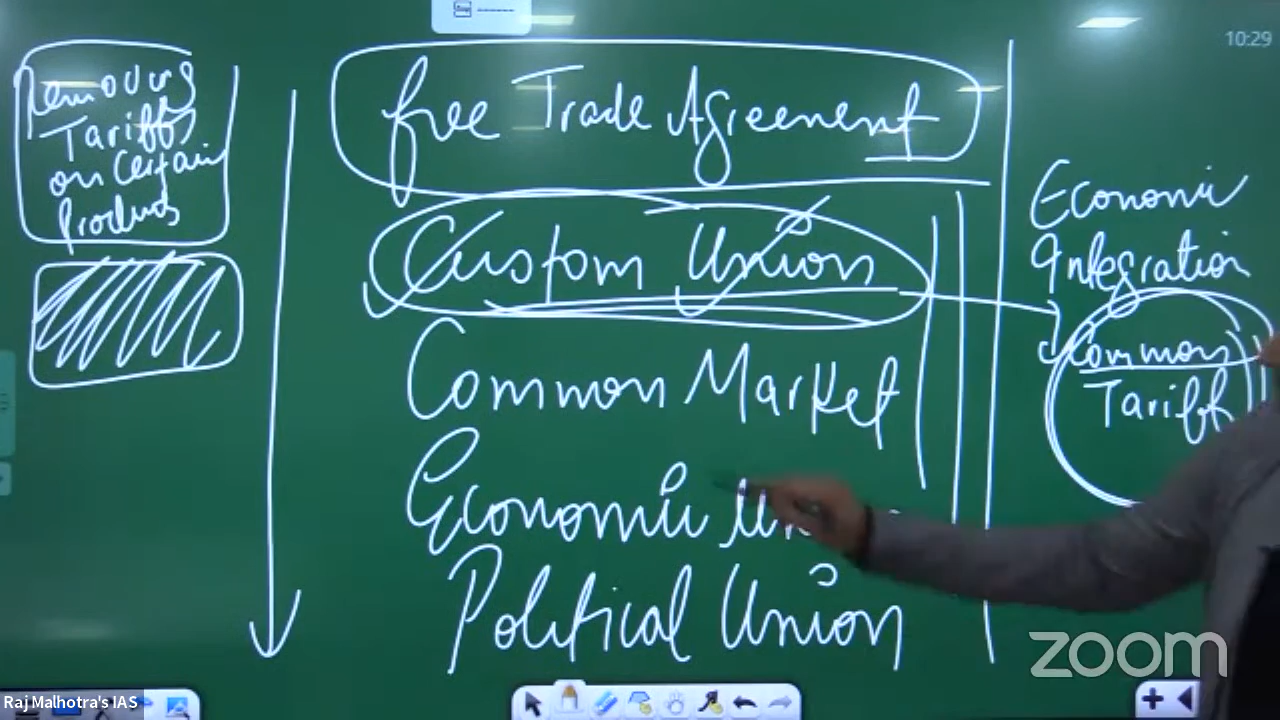 10:29
Removing
Tariffs
on Certain
Products
free Trade Agreement
Custom Union
Common Market
Economic Un
Political Union
Economic
Integration
Common
Tariff
zoom
Raj Malhotra's IAS